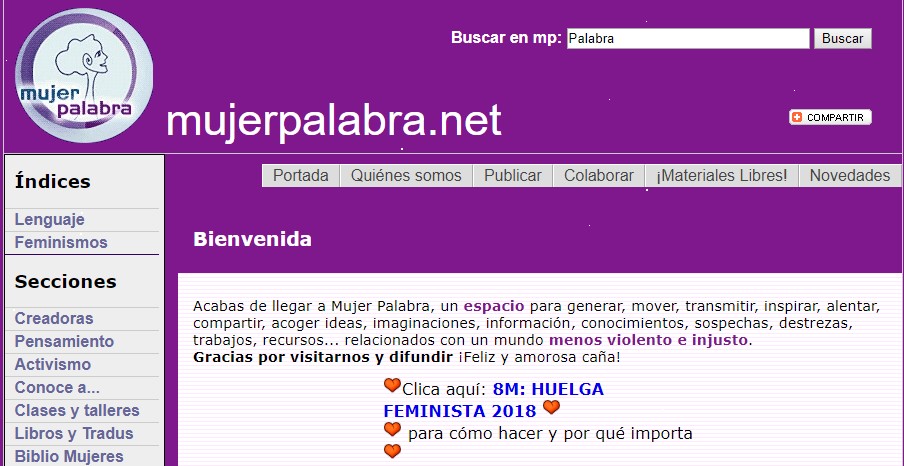 mujer
palabra
Buscar en mp: Palabra Buscar
mujerpalabra.net
COMPARTIR
Portada Quiénes somos Publicar Colaborar ¡Materiales Libres! Novedades
Índices
Lenguaje
Feminismos
Secciones
Creadoras
Pensamiento
Activismo
Conoce a...
Clases y talleres
Libros y Tradus
Biblio Mujeres
Bienvenida
Acabas de llegar a Mujer Palabra, un espacio para generar, mover, transmitir, inspirar, alentar,
compartir, acoger ideas, imaginaciones, información, conocimientos, sospechas, destrezas,
trabajos, recursos... relacionados con un mundo menos violento e injusto.
Gracias por visitarnos y difundir ¡Feliz y amorosa caña!
Clica aquí: 8M: HUELGA
FEMINISTA 2018
para cómo hacer y por qué importa